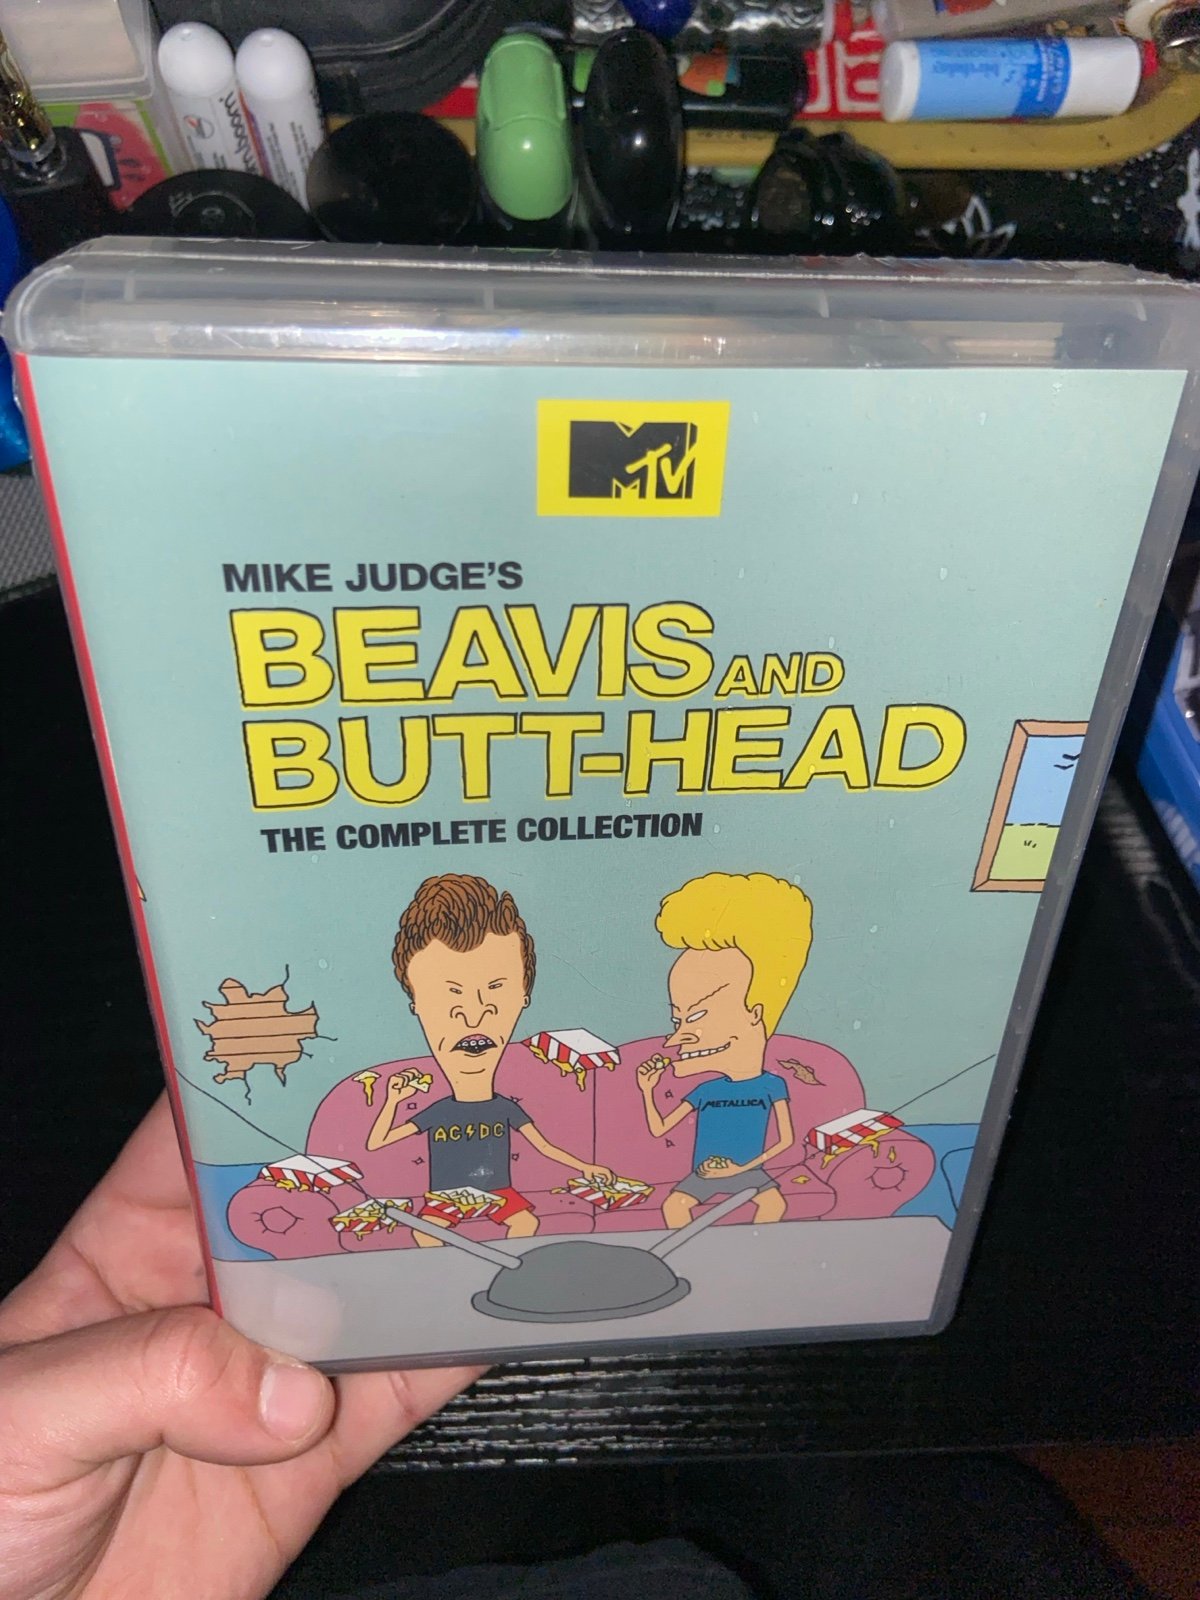 MTV
MIKE JUDGE'S
BEAVIS AND
BUTT-HEAD
THE COMPLETE COLLECTION
AC⚡DC
METALLICA